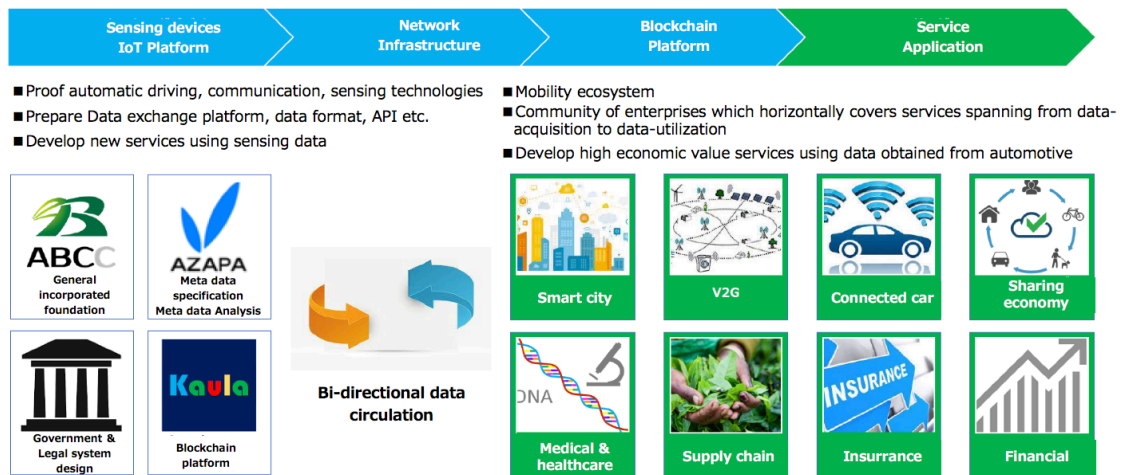 Sensing devices
IoT Platform
Network
Infrastructure
Blockchain
Platform
Service
Application
■Proof automatic driving, communication, sensing technologies
■Prepare Data exchange platform, data format, API etc.
■Develop new services using sensing data
■Mobility ecosystem
■Community of enterprises which horizontally covers services spanning from data-
acquisition to data-utilization
■Develop high economic value services using data obtained from automotive
ABCC
General
incorporated
foundation
AZAPA
Meta data
specification
Meta data Analysis
Government &
Legal system
design
Kaula
Blockchain
platform
Bi-directional data
circulation
Smart city
V2G
Connected car
Sharing
economy
DNA
Medical &
healthcare
Supply chain
INSURANCE
Insurrance
Financial